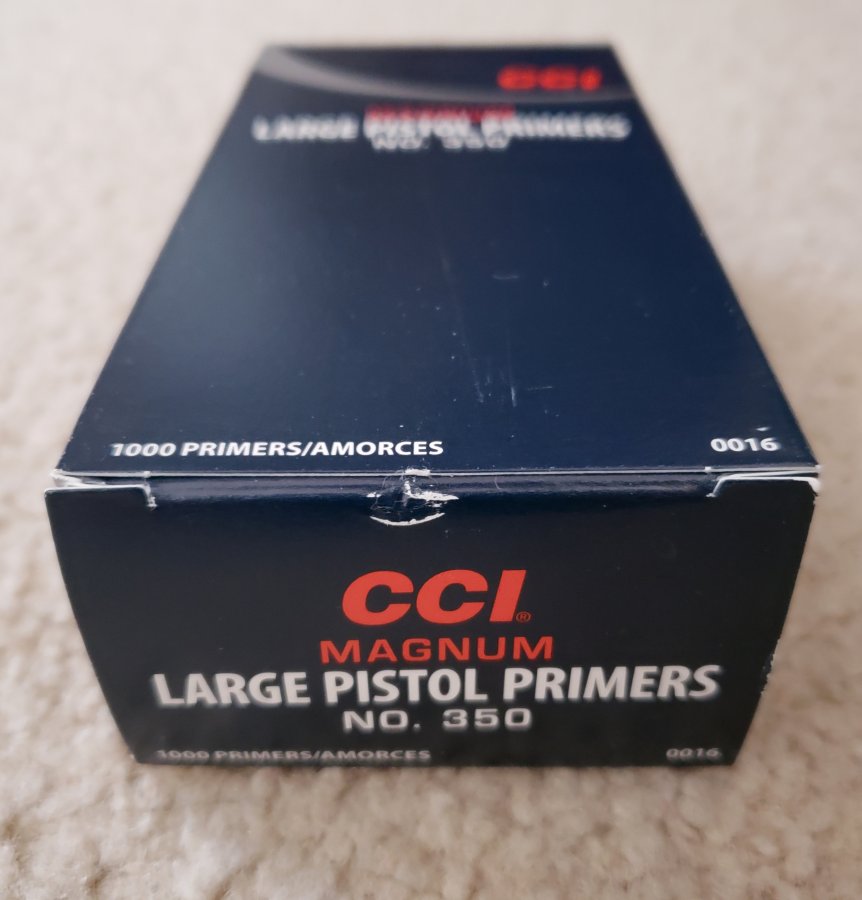 CCI
MAGNUM
LARGE PISTOL PRIMERS
NO. 350
1000 PRIMERS/AMORCES 0016
CCI®
MAGNUM
LARGE PISTOL PRIMERS
NO. 350
1000 PRIMERS/AMORCES 0016